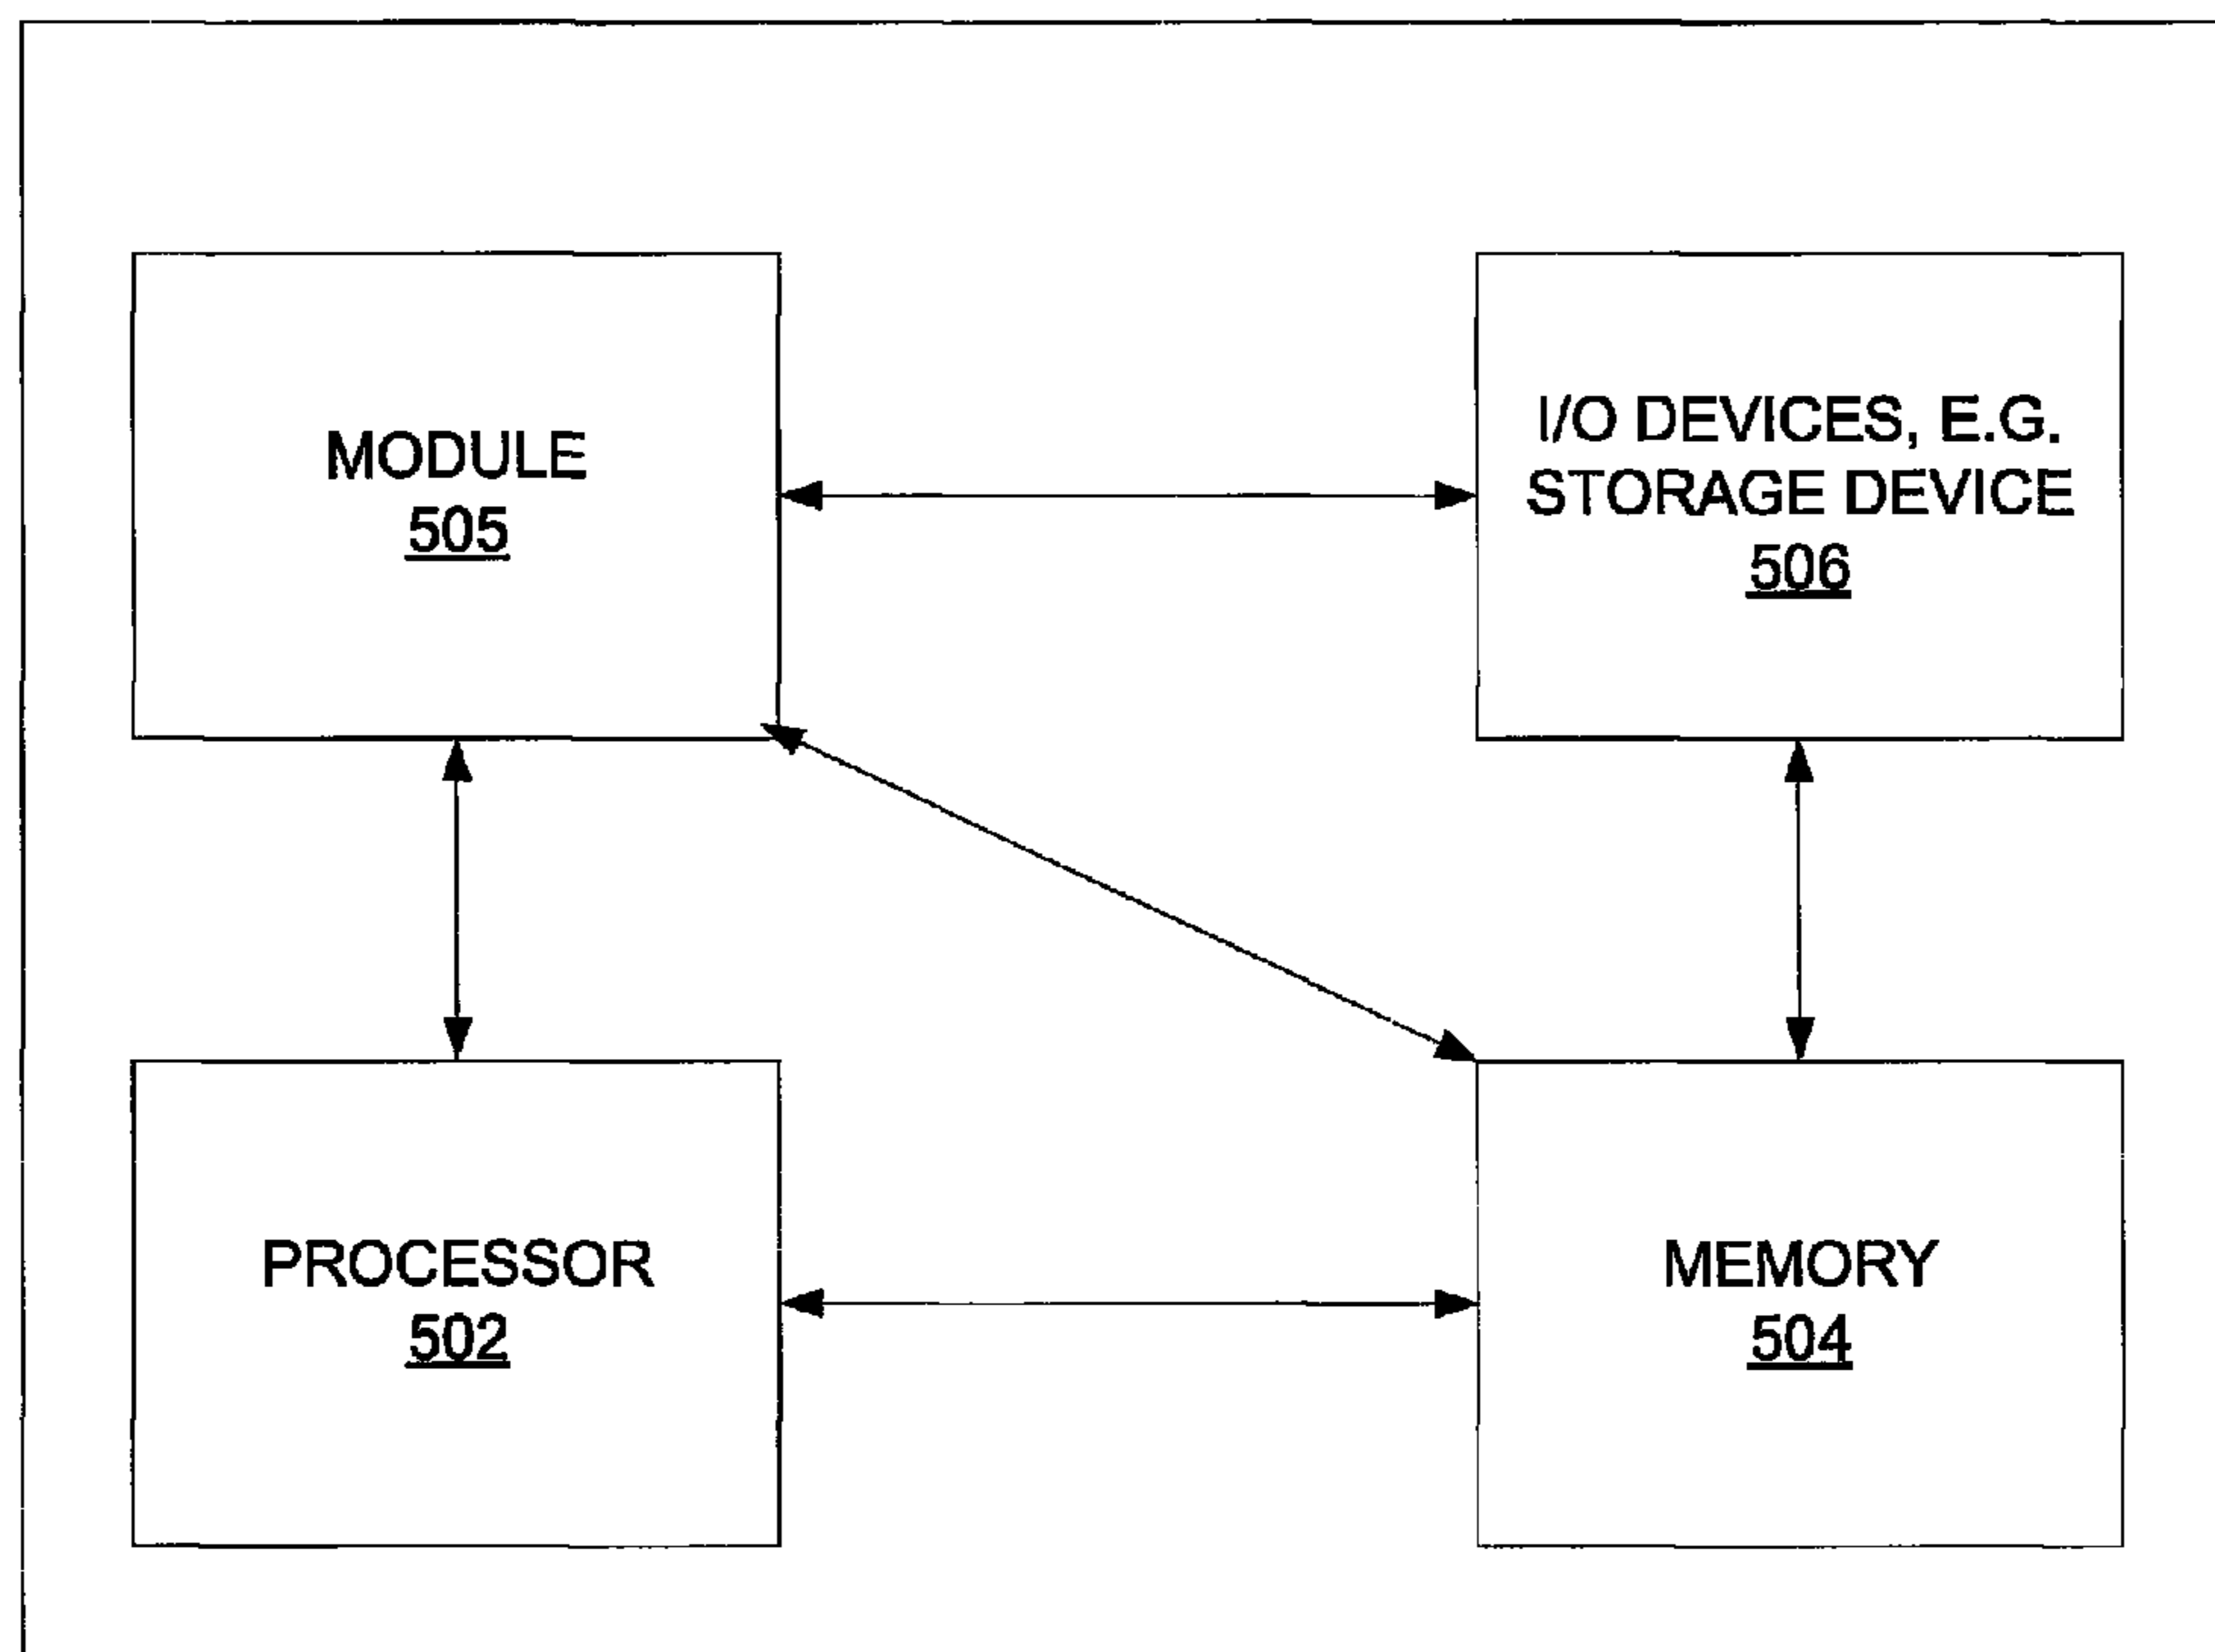 MODULE
505
I/O DEVICES, E.G.
STORAGE DEVICE
506
PROCESSOR
502
MEMORY
504